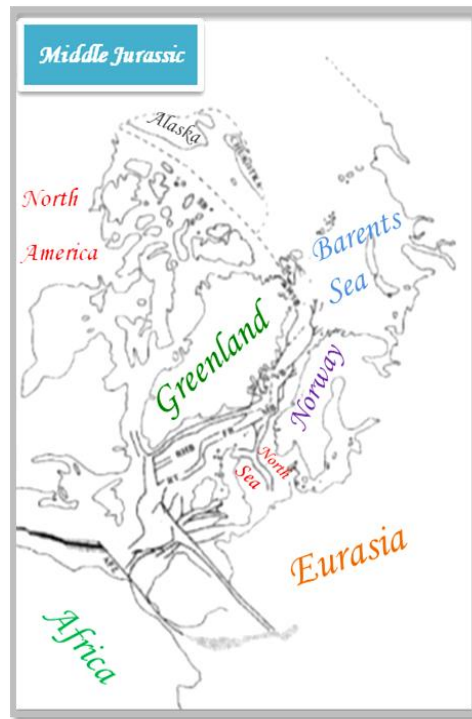 Middle Jurassic
Alaska
North
America
Barents
Sea
Greenland
Norway
North
Sea
Eurasia
Africa